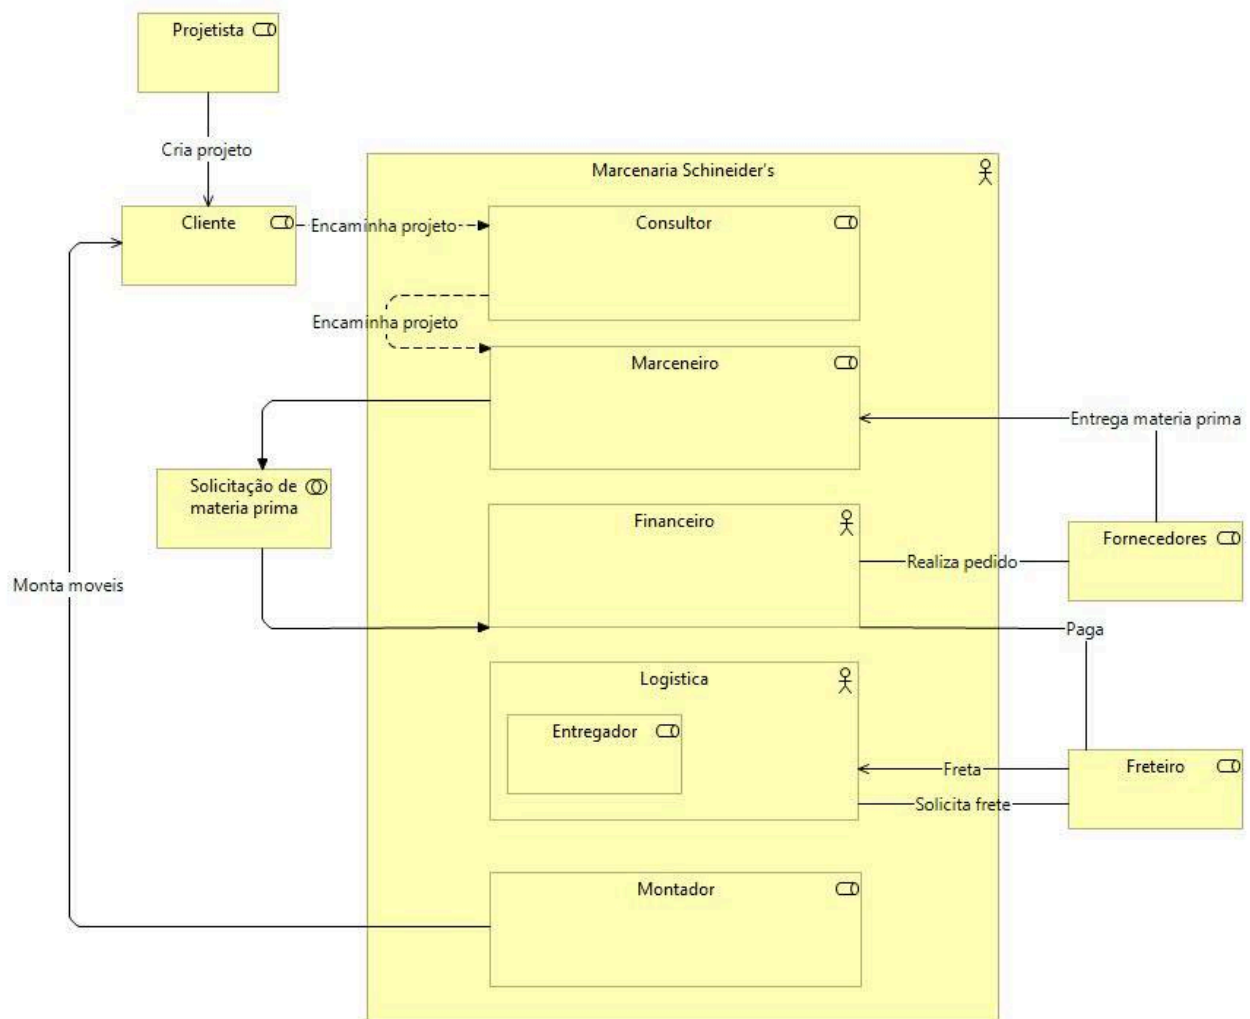 Projetista
Cria projeto
Marcenaria Schineider's
Cliente
Encaminha projeto
Consultor
Encaminha projeto
Marceneiro
Entrega materia prima
Solicitação de
materia prima
Financeiro
Fornecedores
Realiza pedido
Monta moveis
Paga
Logistica
Entregador
Freta
Freteiro
Solicita frete
Montador